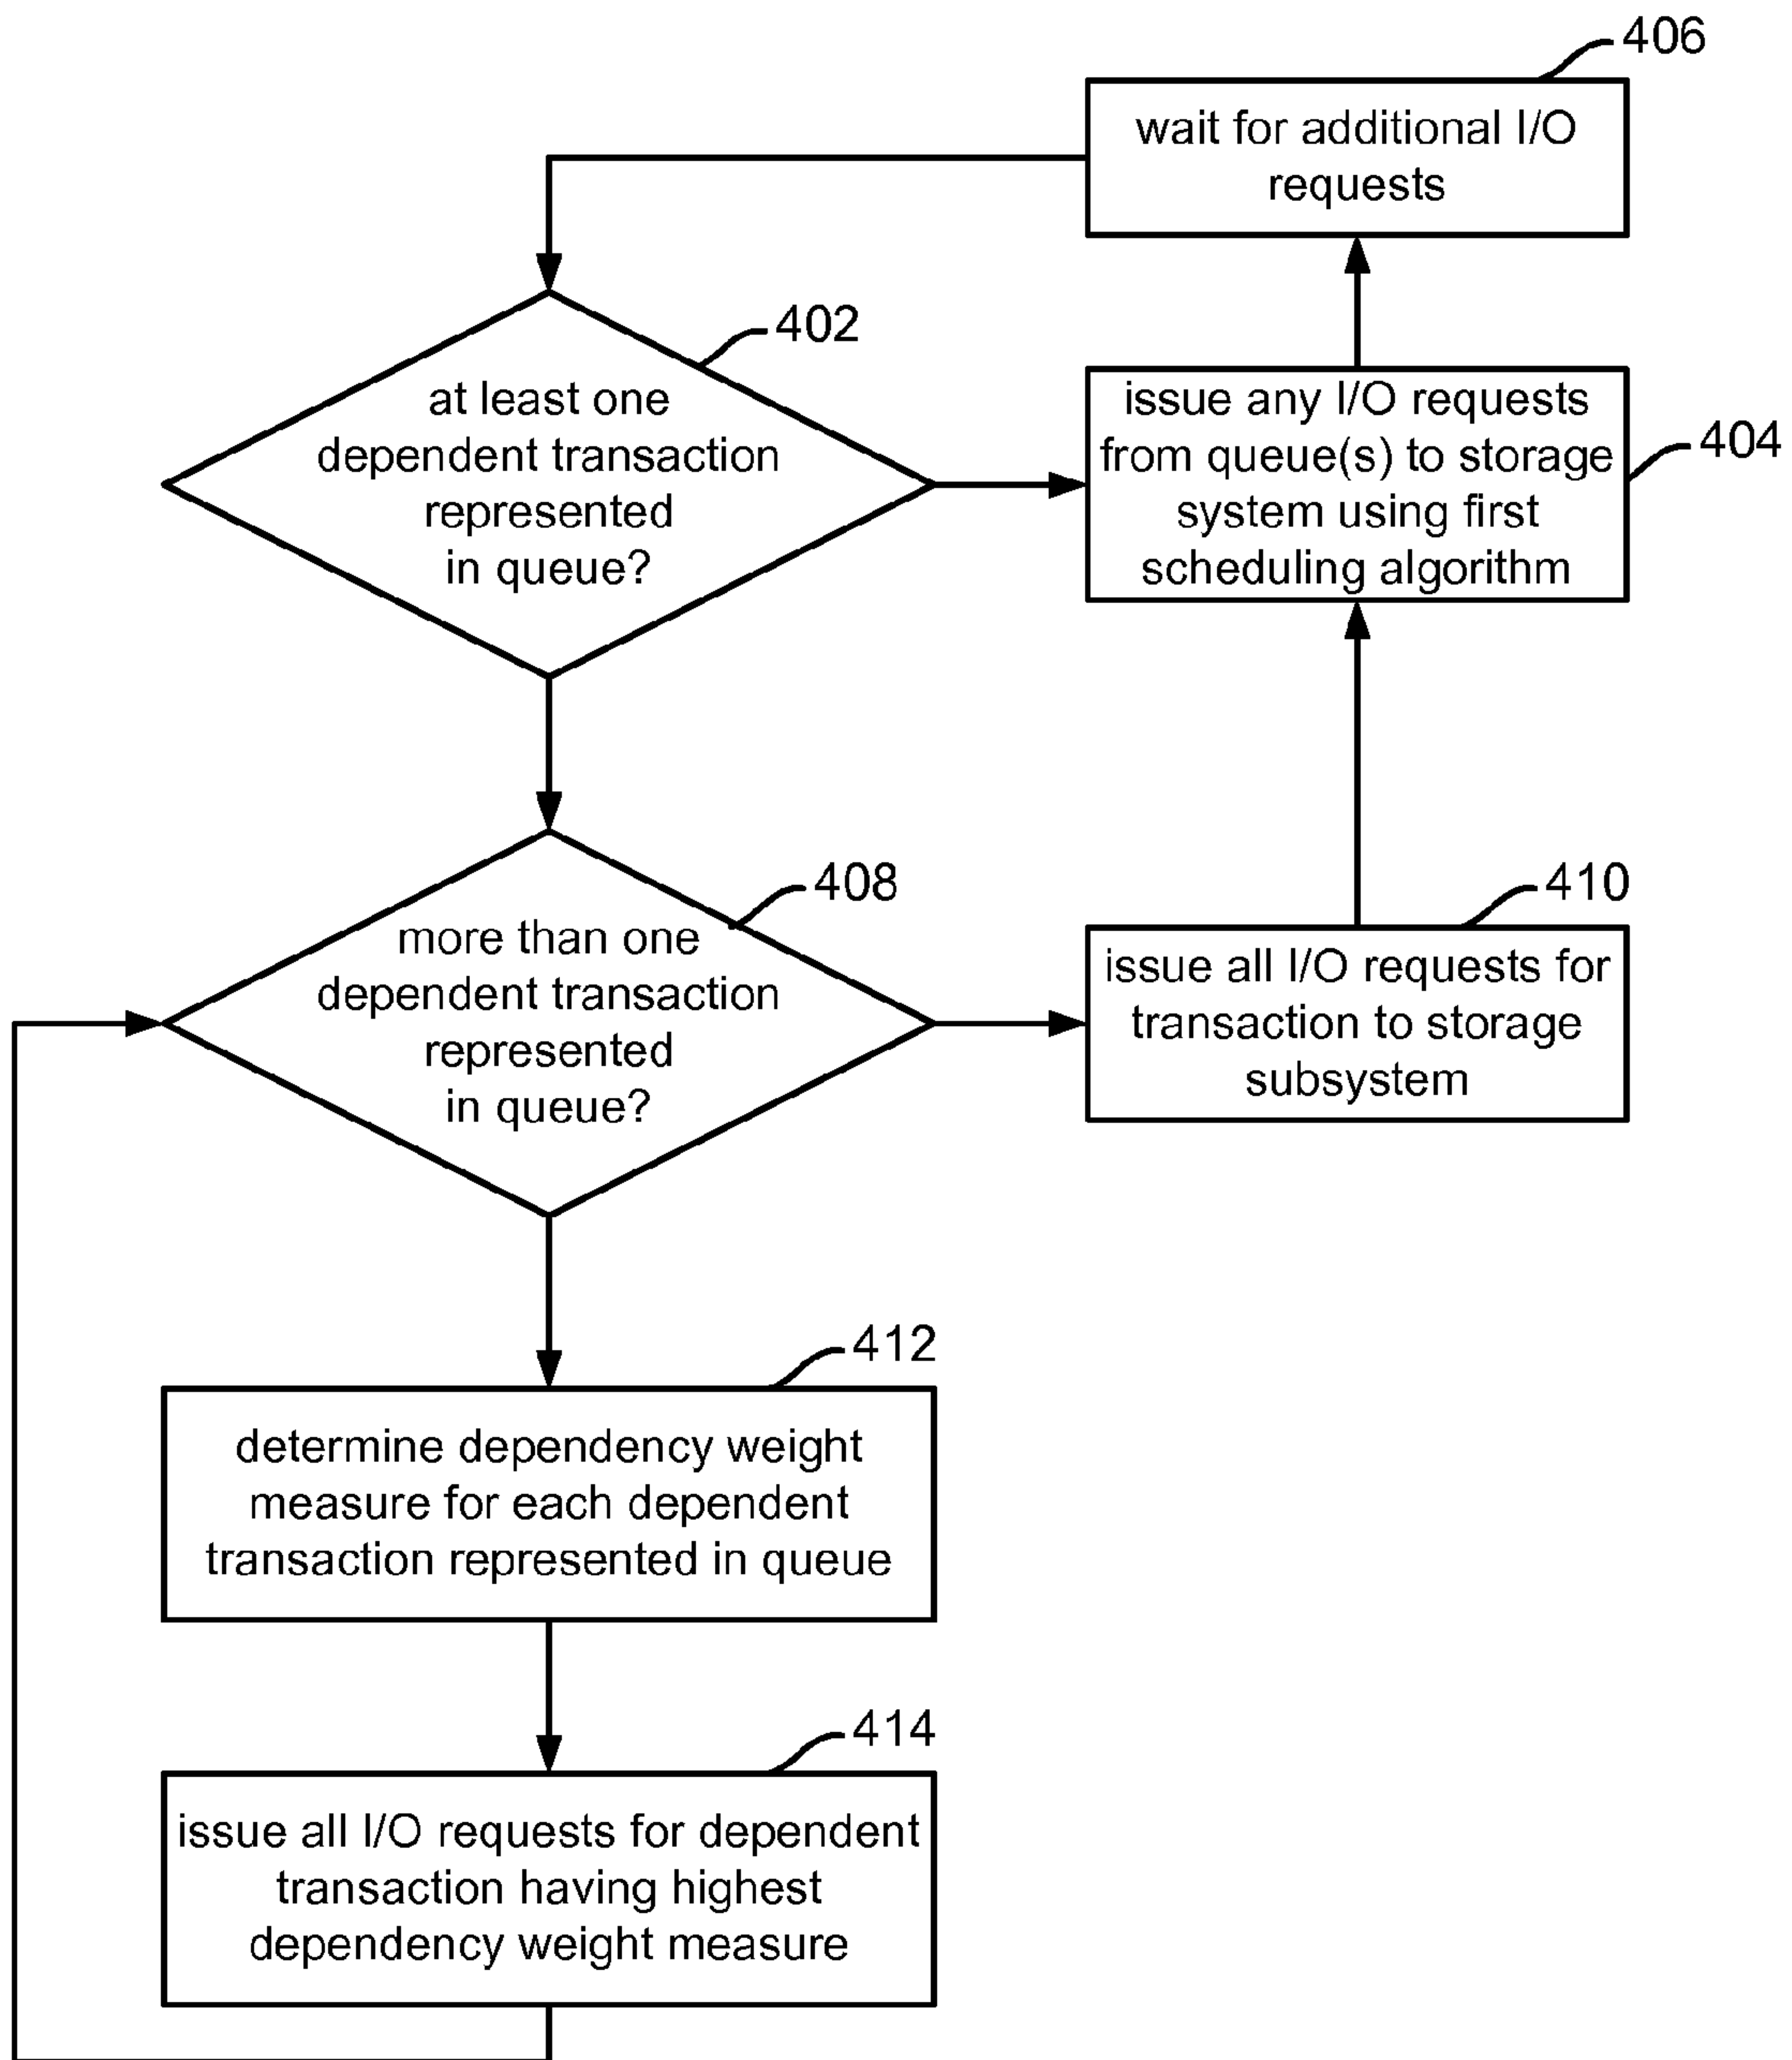 406
wait for additional I/O
requests
402
at least one
dependent transaction
represented
in queue?
issue any I/O requests
from queue(s) to storage
system using first
scheduling algorithm
404
408
more than one
dependent transaction
represented
in queue?
410
issue all I/O requests for
transaction to storage
subsystem
412
determine dependency weight
measure for each dependent
transaction represented in queue
414
issue all I/O requests for dependent
transaction having highest
dependency weight measure